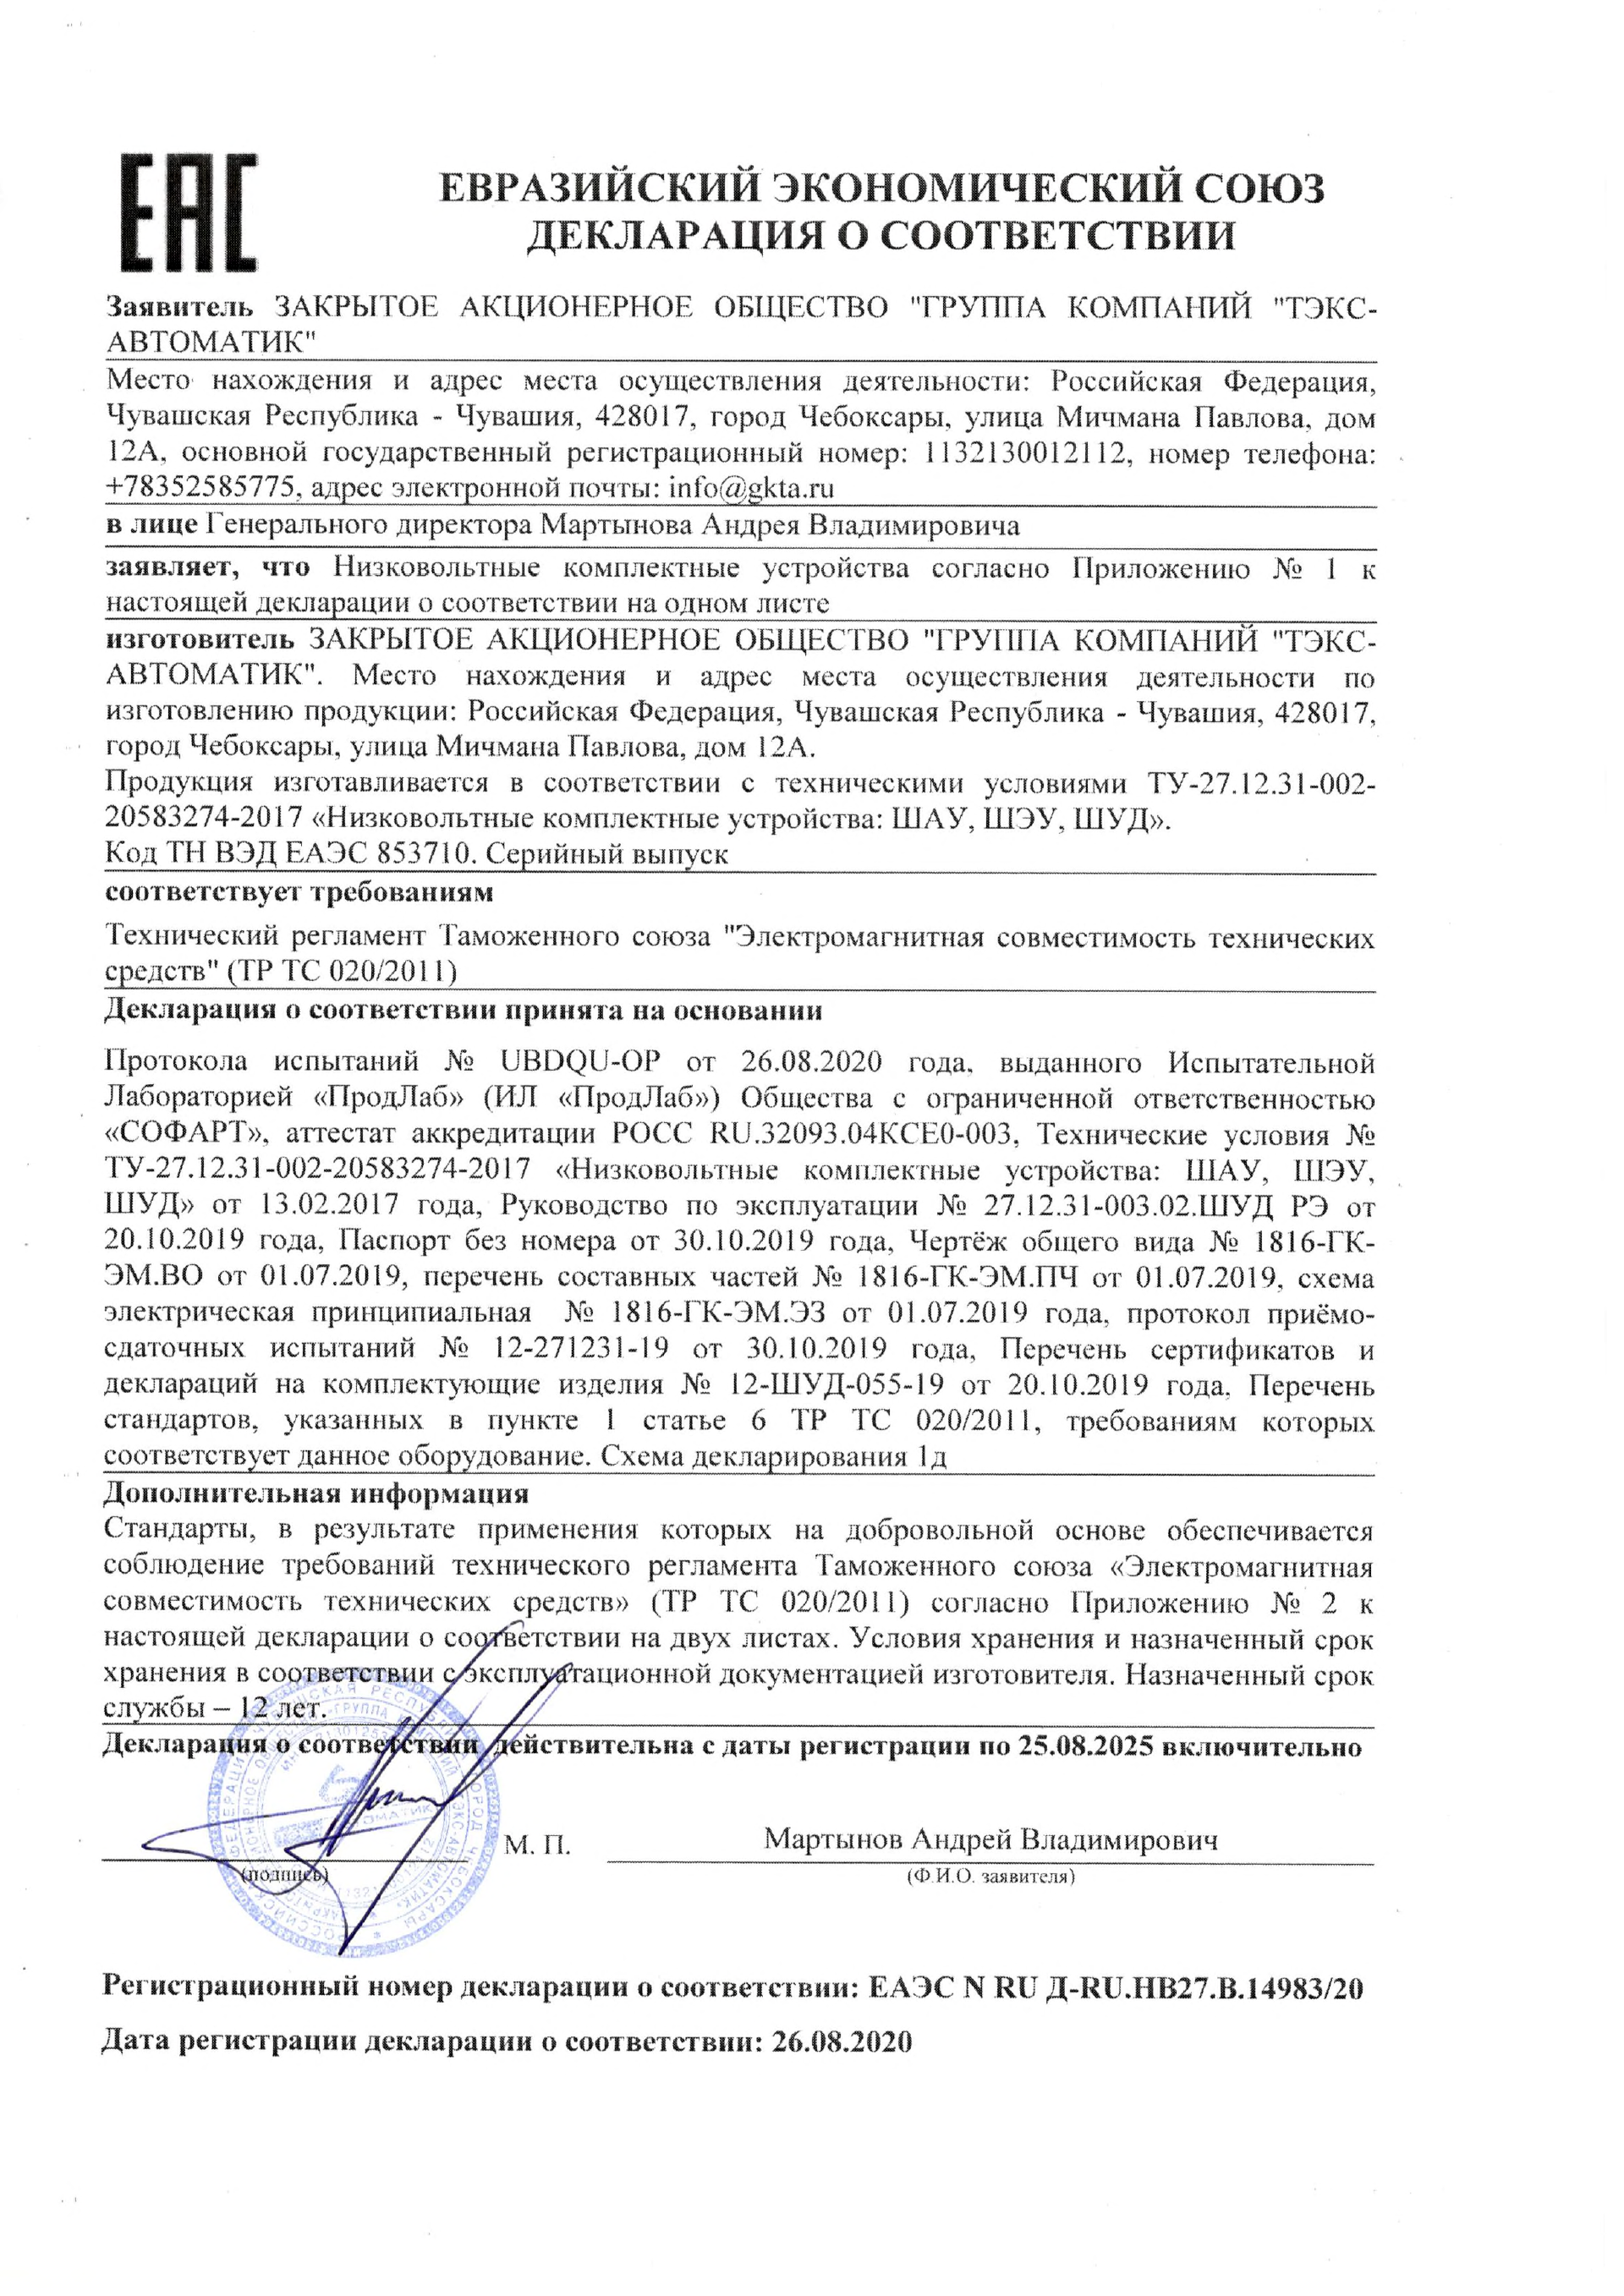 ЕАС
ЕВРАЗИЙСКИЙ ЭКОНОМИЧЕСКИЙ СОЮЗ
ДЕКЛАРАЦИЯ О СООТВЕТСТВИИ
Заявитель ЗАКРЫТОЕ АКЦИОНЕРНОЕ ОБЩЕСТВО "ГРУППА КОМПАНИЙ "ТЭКС-
АВТОМАТИК"
Место нахождения и адрес места осуществления деятельности: Российская Федерация,
Чувашская Республика - Чувашия, 428017, город Чебоксары, улица Мичмана Павлова, дом
12А, основной государственный регистрационный номер: 1132130012112, номер телефона:
+78352585775, адрес электронной почты: info@gkta.ru
в лице Генерального директора Мартынова Андрея Владимировича
заявляет, что Низковольтные комплектные устройства согласно Приложению № 1 к
настоящей декларации о соответствии на одном листе
изготовитель ЗАКРЫТОЕ АКЦИОНЕРНОЕ ОБЩЕСТВО "ГРУППА КОМПАНИЙ "ТЭКС-
АВТОМАТИК". Место нахождения и адрес места осуществления деятельности по
изготовлению продукции: Российская Федерация, Чувашская Республика - Чувашия, 428017,
город Чебоксары, улица Мичмана Павлова, дом 12А.
Продукция изготавливается в соответствии с техническими условиями ТУ-27.12.31-002-
20583274-2017 «Низковольтные комплектные устройства: ШАУ, ШЭУ, ШУД».
Код ТН ВЭД ЕАЭС 853710. Серийный выпуск
соответствует требованиям
Технический регламент Таможенного союза "Электромагнитная совместимость технических
средств" (ТР ТС 020/2011)
Декларация о соответствии принята на основании
Протокола испытаний № UBDQU-OP от 26.08.2020 года, выданного Испытательной
Лабораторией «ПродЛаб» (ИЛ «ПродЛаб») Общества с ограниченной ответственностью
«СОФАРТ», аттестат аккредитации РОСС RU.32093.04КСЕ0-003, Технические условия №
ТУ-27.12.31-002-20583274-2017 «Низковольтные комплектные устройства: ШАУ, ШЭУ,
ШУД» от 13.02.2017 года, Руководство по эксплуатации № 27.12.31-003.02.ШУД РЭ от
20.10.2019 года, Паспорт без номера от 30.10.2019 года, Чертёж общего вида № 1816-ГК-
ЭМ.ВО от 01.07.2019, перечень составных частей № 1816-ГК-ЭМ.ПЧ от 01.07.2019, схема
электрическая принципиальная № 1816-ГК-ЭМ.ЭЗ от 01.07.2019 года, протокол приёмо-
сдаточных испытаний № 12-271231-19 от 30.10.2019 года, Перечень сертификатов и
деклараций на комплектующие изделия № 12-ШУД-055-19 от 20.10.2019 года, Перечень
стандартов, указанных в пункте 1 статье 6 ТР ТС 020/2011, требованиям которых
соответствует данное оборудование. Схема декларирования 1д
Дополнительная информация
Стандарты, в результате применения которых на добровольной основе обеспечивается
соблюдение требований технического регламента Таможенного союза «Электромагнитная
совместимость технических средств» (ТР ТС 020/2011) согласно Приложению № 2 к
настоящей декларации о соответствии на двух листах. Условия хранения и назначенный срок
хранения в соответствии с эксплуатационной документацией изготовителя. Назначенный срок
службы – 12 лет.
Декларация о соответствии действительна с даты регистрации по 25.08.2025 включительно
М. П.
Мартынов Андрей Владимирович
(подпись)
(Ф.И.О. заявителя)
Регистрационный номер декларации о соответствии: ЕАЭС N RU Д-RU.НВ27.В.14983/20
Дата регистрации декларации о соответствии: 26.08.2020